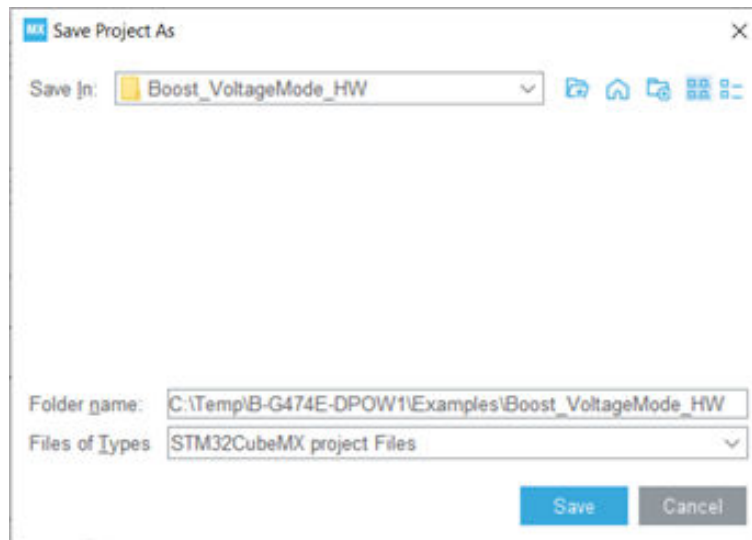 MX Save Project As
Save In: Boost_VoltageMode_HW
Folder name: C:\Temp\B-G474E-DPOW1\Examples\Boost_VoltageMode_HW
Files of Types STM32CubeMX project Files
Save Cancel